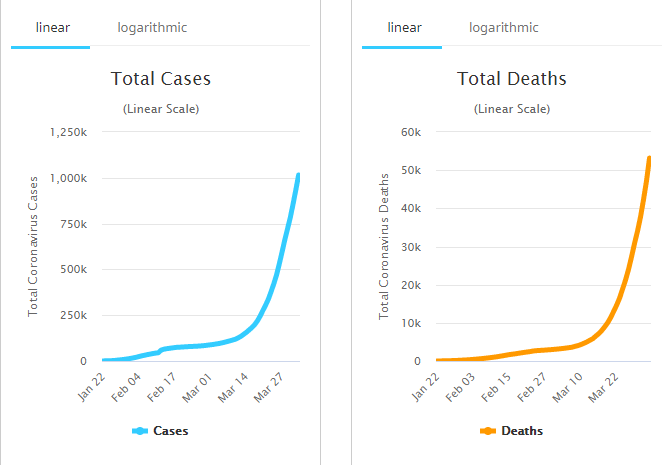 linear logarithmic
Total Cases
(Linear Scale)
Total Coronavirus Cases
1,250k
1,000k
750k
500k
250k
0
Jan 22
Feb 04
Feb 17
Mar 01
Mar 14
Mar 27
Cases
linear logarithmic
Total Deaths
(Linear Scale)
Total Coronavirus Deaths
60k
50k
40k
30k
20k
10k
0
Jan 22
Feb 03
Feb 15
Feb 27
Mar 10
Mar 22
Deaths